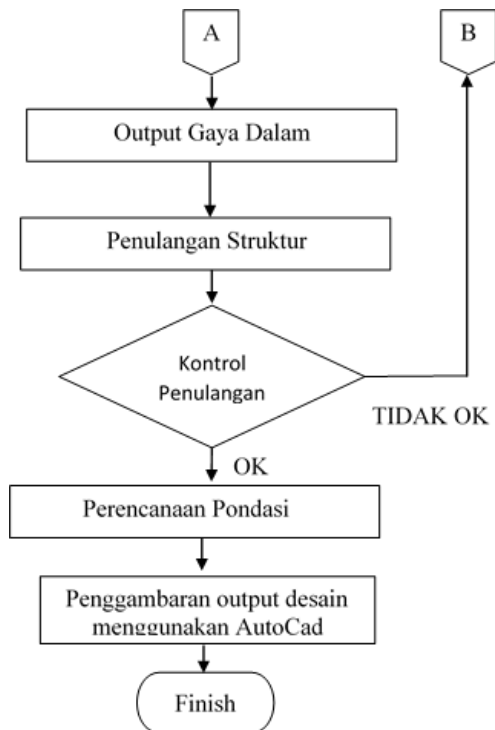 A
B
Output Gaya Dalam
Penulangan Struktur
Kontrol
Penulangan
TIDAK OK
OK
Perencanaan Pondasi
Penggambaran output desain
menggunakan AutoCad
Finish